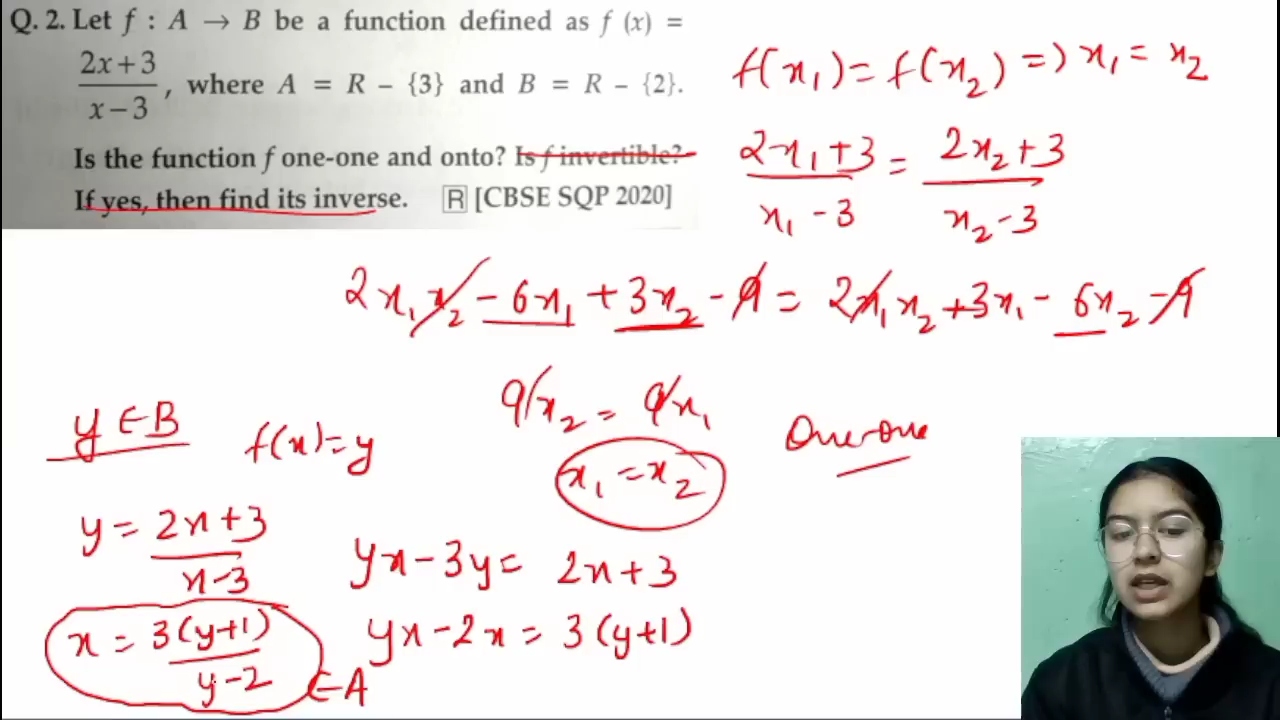 Q. 2. Let f : A → B be a function defined as f (x) =
2x+3
x−3
, where A = R − {3} and B = R − {2}.
Is the function f one-one and onto? Is f invertible?
If yes, then find its inverse. R [CBSE SQP 2020]
f(x₁) = f(x₂) => x₁ = x₂
2x₁+3 = 2x₂+3
x₁-3 x₂-3
2x₁x₂ - 6x₁ + 3x₂ - 9 = 2x₁x₂ + 3x₁ - 6x₂ - 9
9x₂ = 9x₁
x₁ = x₂
One-one
y ∈ B f(x) = y
y = 2x+3
x-3
yx - 3y = 2x + 3
yx - 2x = 3(y+1)
x = 3(y+1)
y-2
∈ A